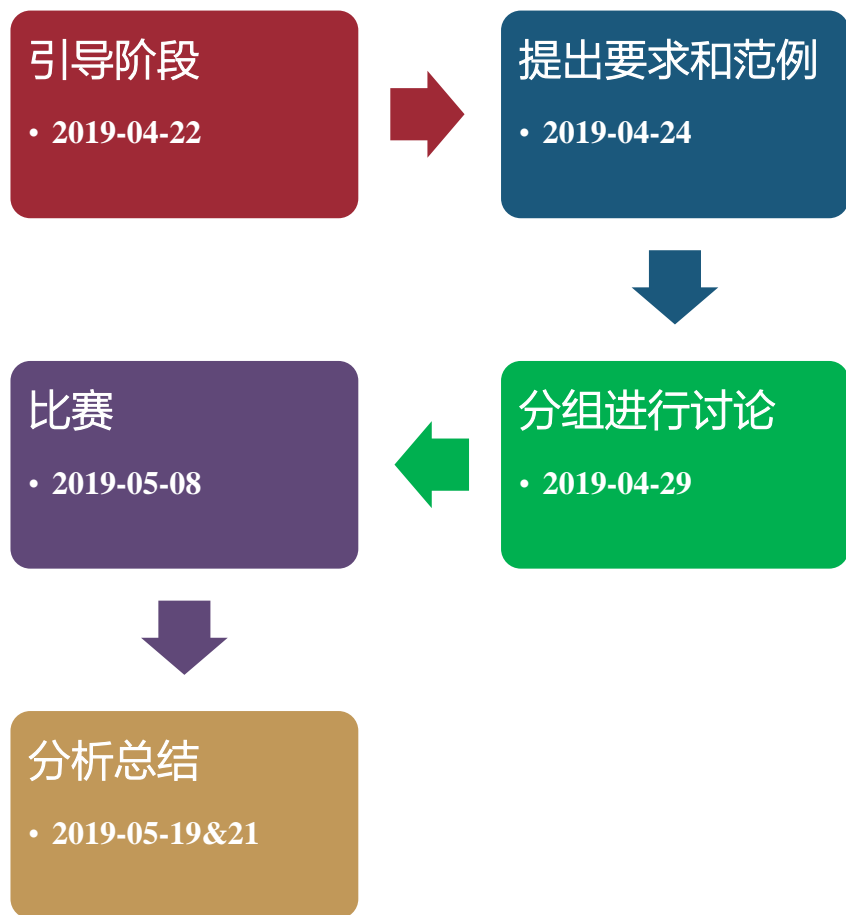 引导阶段
• 2019-04-22
提出要求和范例
• 2019-04-24
分组进行讨论
• 2019-04-29
比赛
• 2019-05-08
分析总结
• 2019-05-19&21